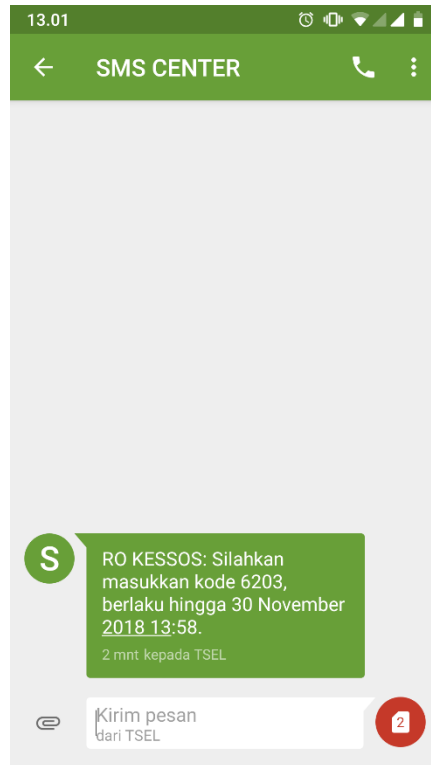 13.01
SMS CENTER
S
RO KESSOS: Silahkan
masukkan kode 6203,
berlaku hingga 30 November
2018 13:58.
2 mnt kepada TSEL
Kirim pesan
dari TSEL
2